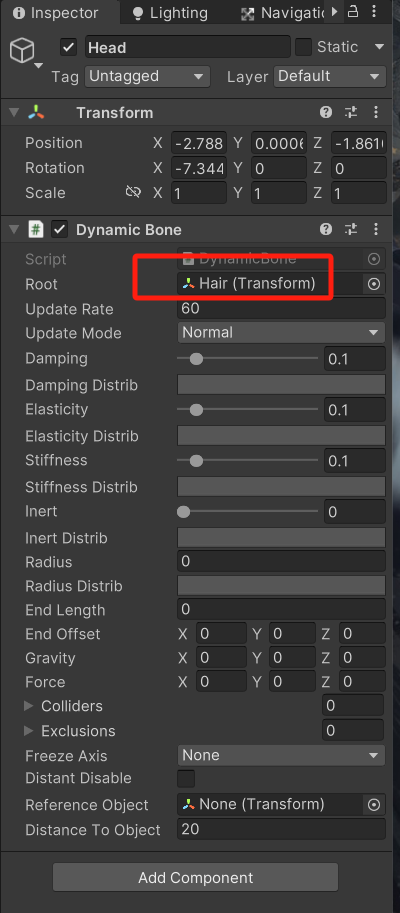 Inspector Lighting Navigati
Head Static
Tag Untagged Layer Default
Transform
Position X -2.788 Y 0.0006 Z -1.861
Rotation X -7.344 Y 0 Z 0
Scale X 1 Y 1 Z 1
# Dynamic Bone
Script DynamicBone
Root Hair (Transform)
Update Rate 60
Update Mode Normal
Damping 0.1
Damping Distrib
Elasticity 0.1
Elasticity Distrib
Stiffness 0.1
Stiffness Distrib
Inert 0
Inert Distrib
Radius 0
Radius Distrib
End Length 0
End Offset X 0 Y 0 Z 0
Gravity X 0 Y 0 Z 0
Force X 0 Y 0 Z 0
Colliders 0
Exclusions 0
Freeze Axis None
Distant Disable
Reference Object None (Transform)
Distance To Object 20
Add Component